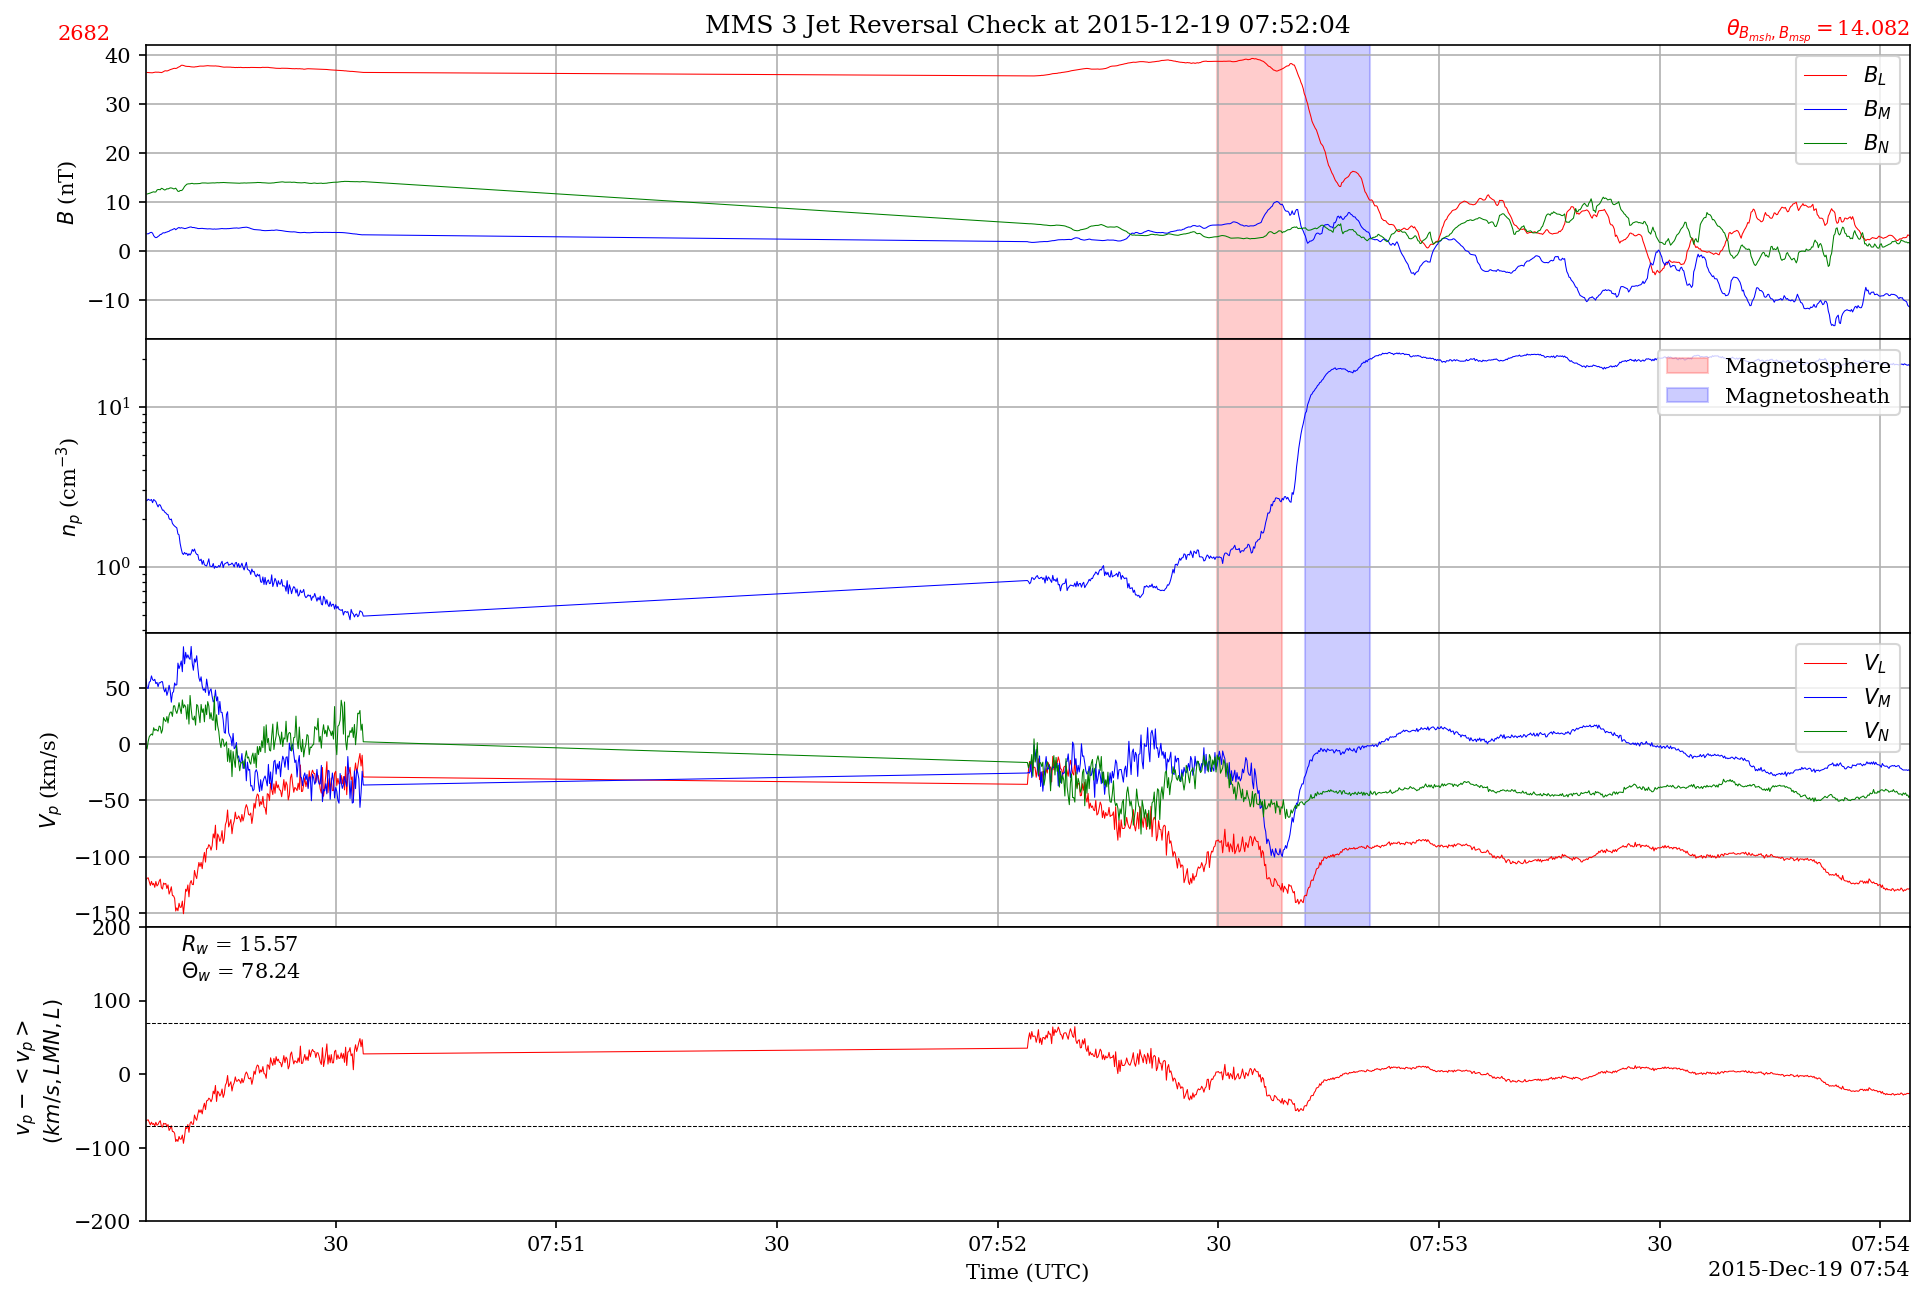 2682
MMS 3 Jet Reversal Check at 2015-12-19 07:52:04
θ_{B_{msh}, B_{msp}} = 14.082
40
30
20
10
0
−10
B (nT)
B_L
B_M
B_N
10^1
10^0
n_p (cm^{−3})
Magnetosphere
Magnetosheath
50
0
−50
−100
−150
V_p (km/s)
V_L
V_M
V_N
200
100
0
−100
−200
v_p − < v_p >
(km/s, LMN, L)
R_w = 15.57
Θ_w = 78.24
30
07:51
30
07:52
30
07:53
30
07:54
Time (UTC)
2015-Dec-19 07:54